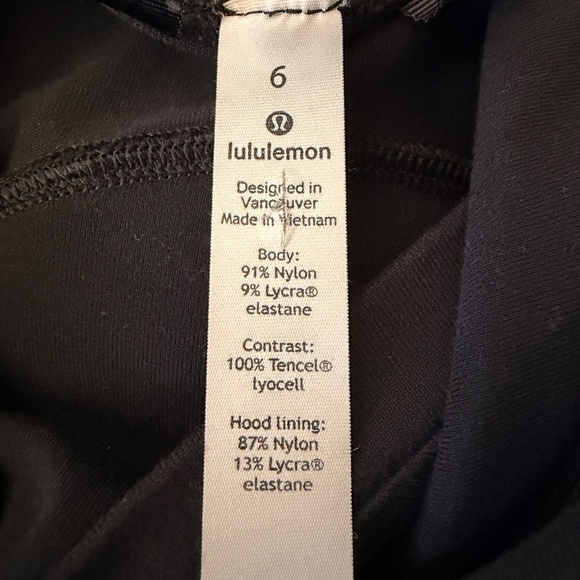 6
lululemon
Designed in
Vancouver
Made in Vietnam
Body:
91% Nylon
9% Lycra®
elastane
Contrast:
100% Tencel®
lyocell
Hood lining:
87% Nylon
13% Lycra®
elastane